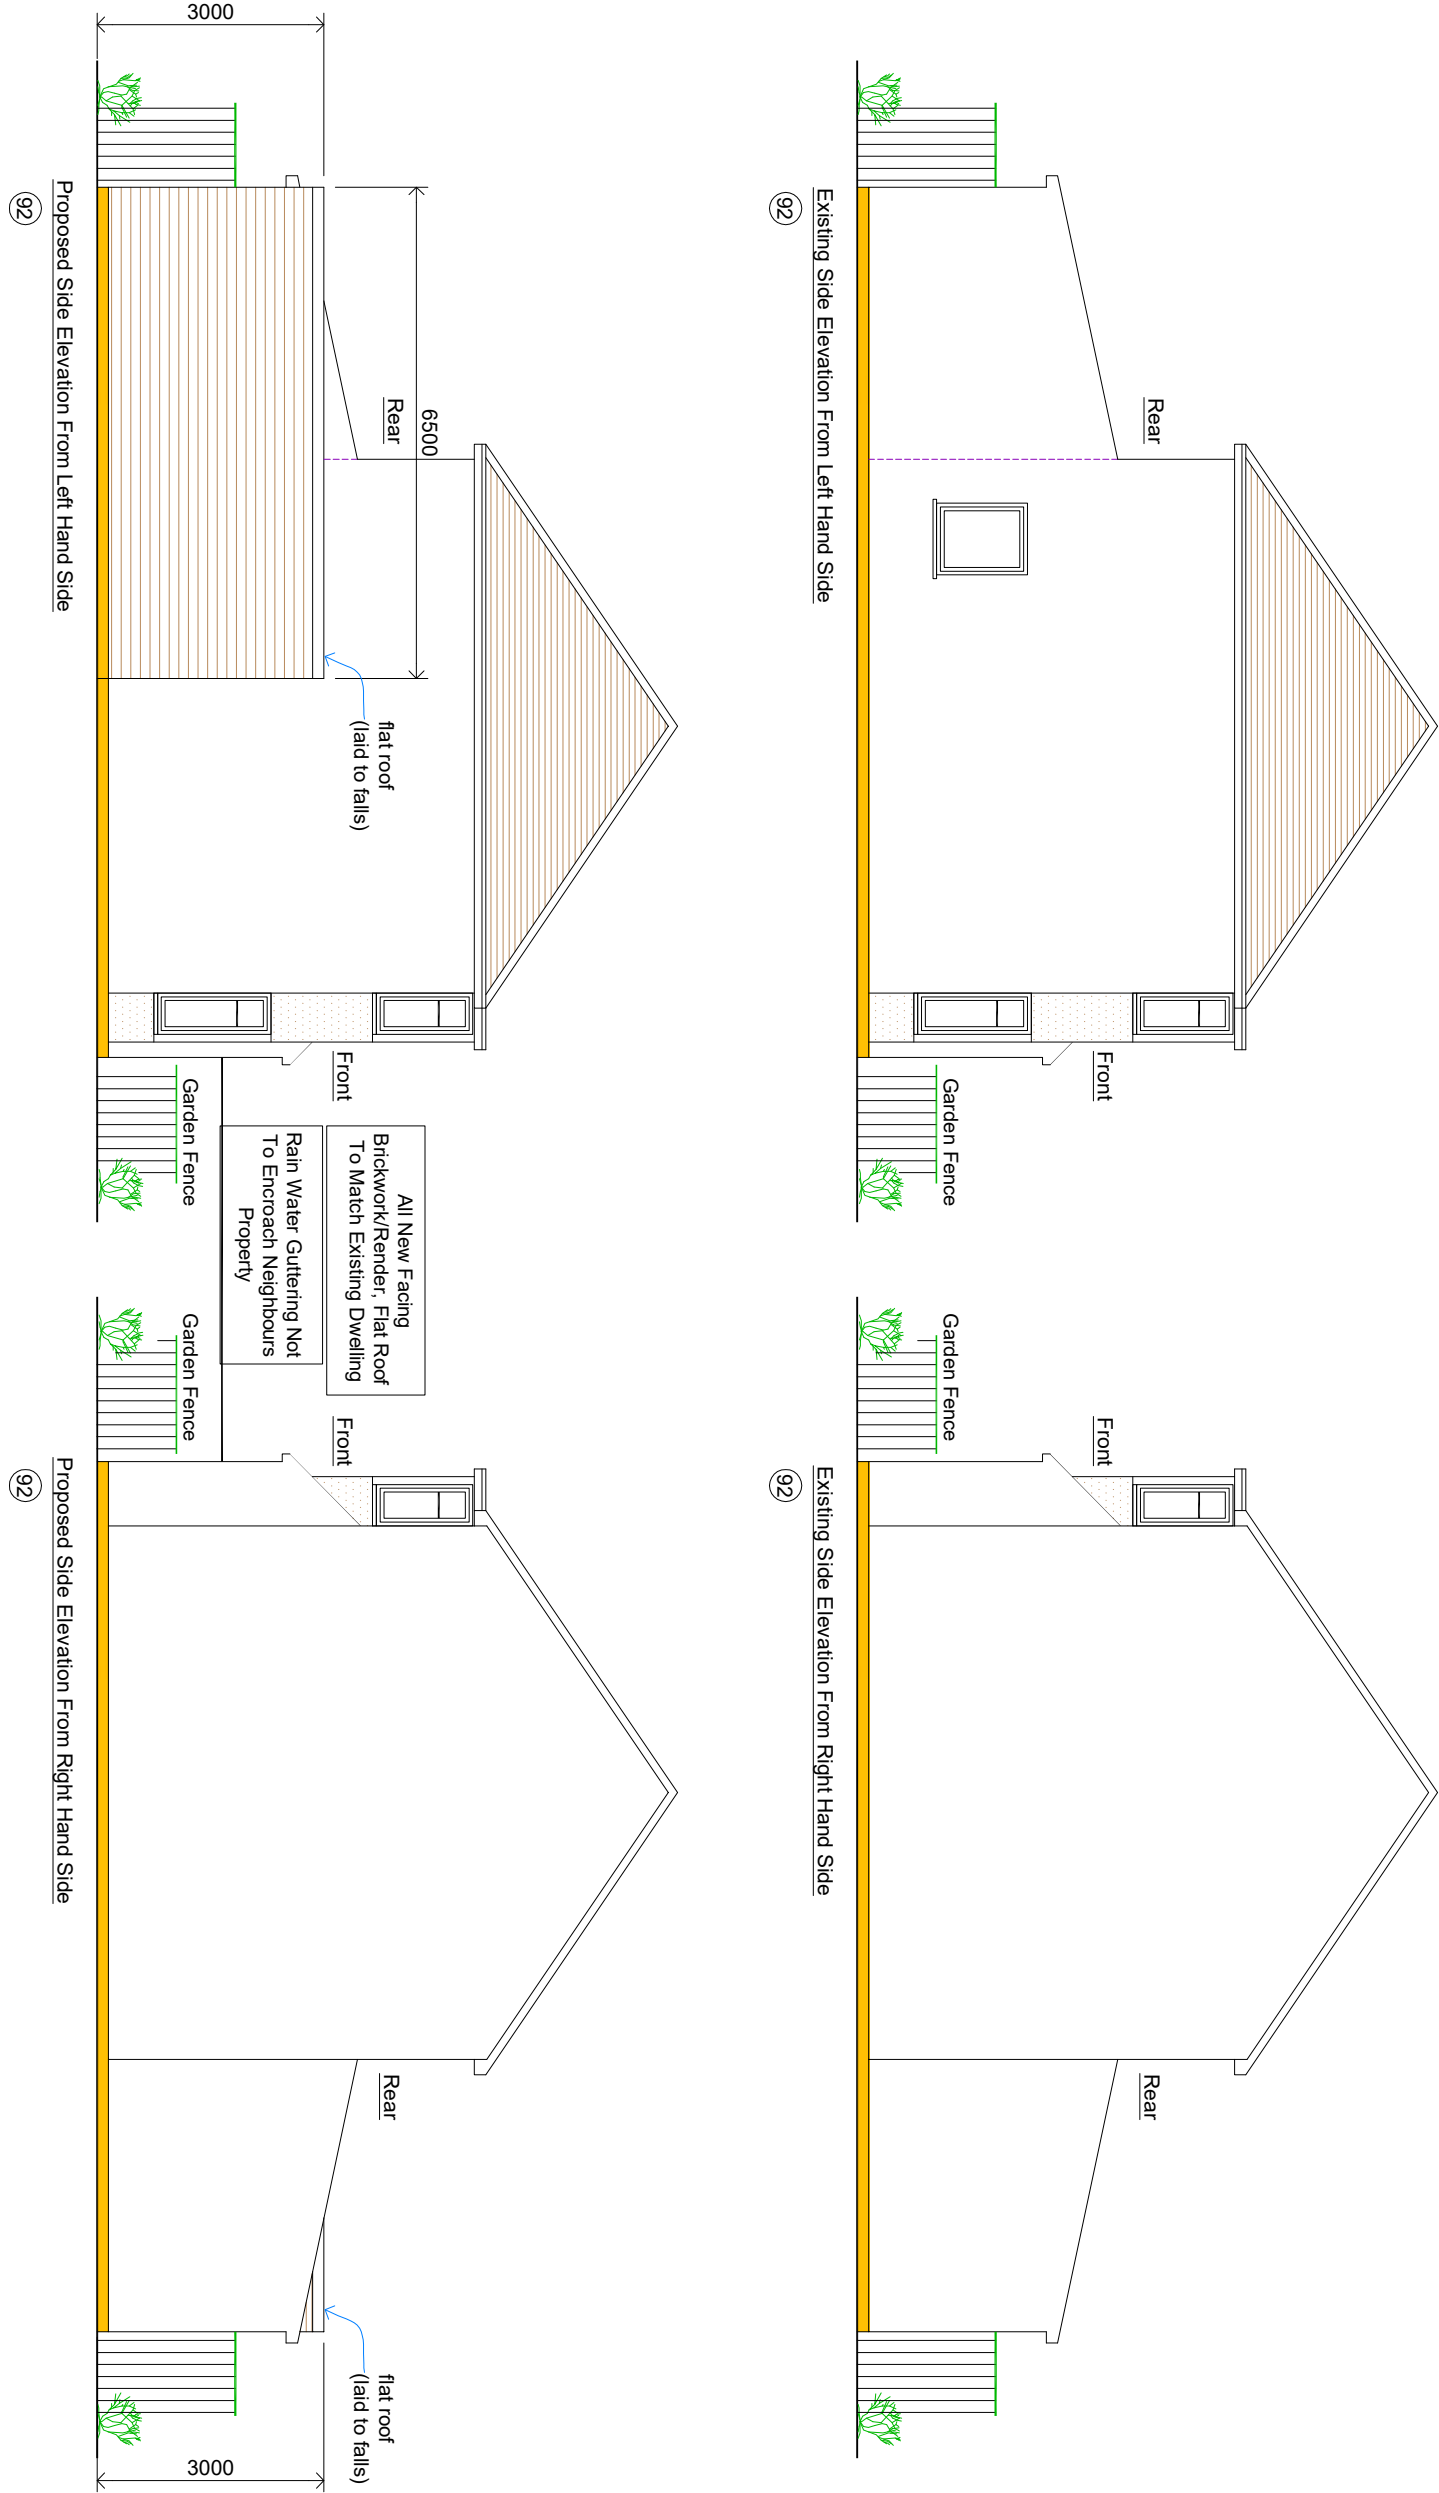 Rear
Front
Garden Fence
Existing Side Elevation From Left Hand Side
92
Front
Garden Fence
Rear
Existing Side Elevation From Right Hand Side
92
3000
6500
Rear
flat roof
(laid to falls)
Front
Garden Fence
Proposed Side Elevation From Left Hand Side
92
All New Facing
Brickwork/Render, Flat Roof
To Match Existing Dwelling
Rain Water Guttering Not
To Encroach Neighbours
Property
Front
Garden Fence
Rear
flat roof
(laid to falls)
3000
Proposed Side Elevation From Right Hand Side
92